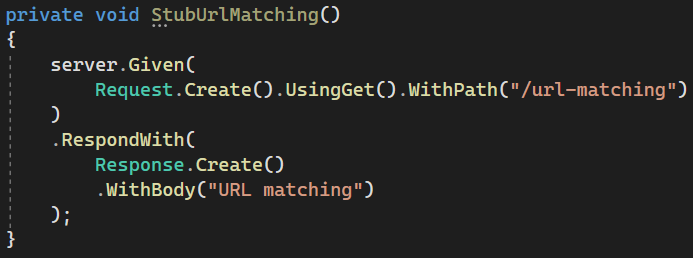 private void StubUrlMatching()
{
    server.Given(
        Request.Create().UsingGet().WithPath("/url-matching")
    )
    .RespondWith(
        Response.Create()
        .WithBody("URL matching")
    );
}